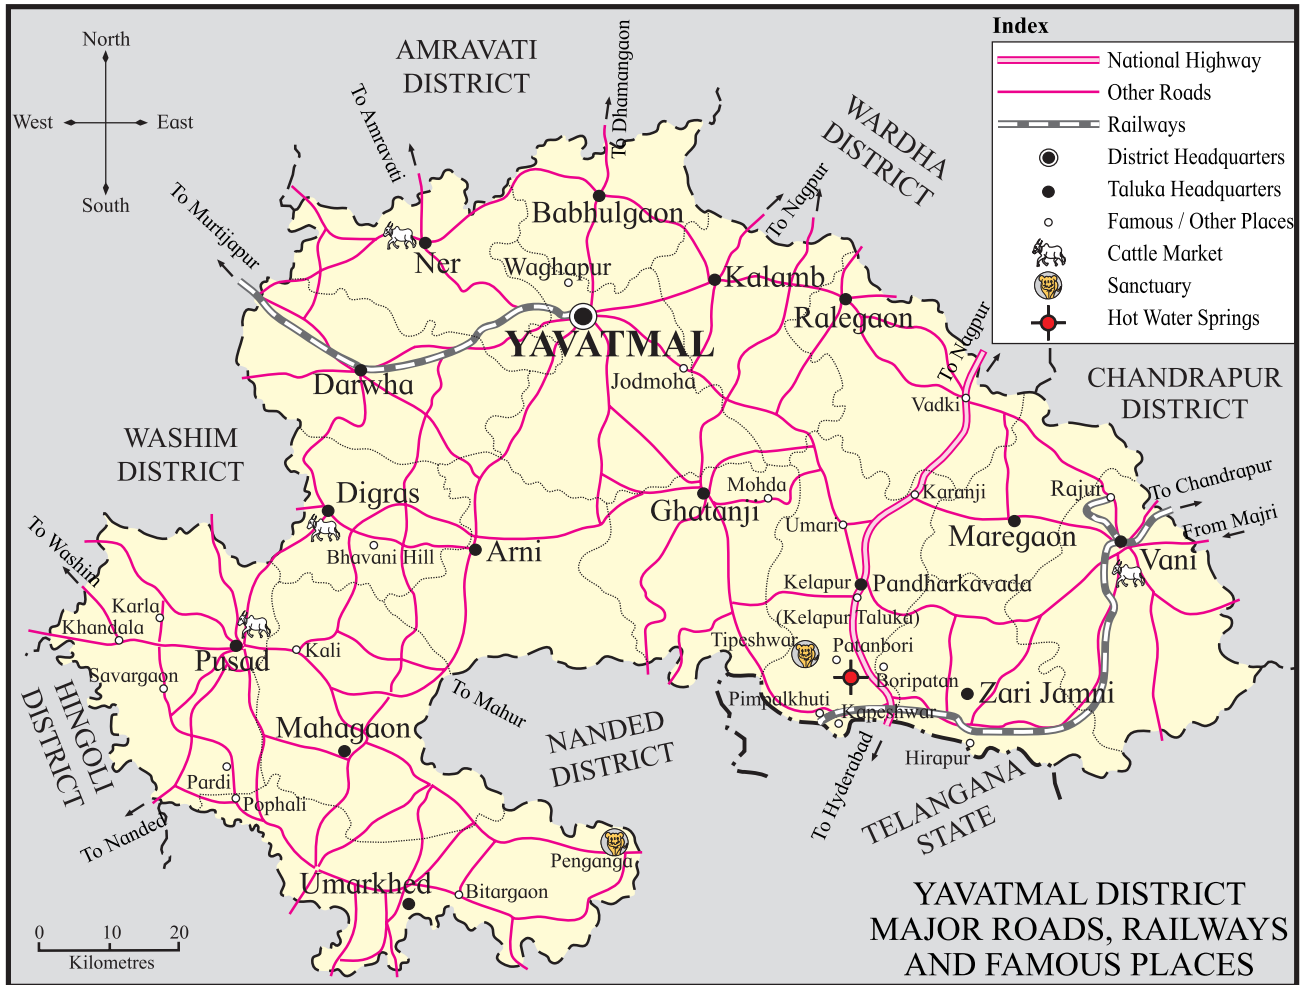 North
West
East
South
AMRAVATI
DISTRICT
To Amravati
To Dhamangaon
WARDHA
DISTRICT
To Nagpur
To Murtijapur
Index
National Highway
Other Roads
Railways
District Headquarters
Taluka Headquarters
Famous / Other Places
Cattle Market
Sanctuary
Hot Water Springs
Babhulgaon
Ner
Waghapur
Kalamb
Ralegaon
YAVATMAL
Jodmoha
Darwha
To Nagpur
Vadki
CHANDRAPUR
DISTRICT
WASHIM
DISTRICT
Digras
Bhavani Hill
Arni
Ghatanji
Mohda
Umari
Karanji
Maregaon
Rajur
To Chandrapur
From Majri
Vani
To Washim
Karla
Khandala
Pusad
Kali
Savargaon
Kelapur
Pandharkavada
(Kelapur Taluka)
Tipeshwar
Patanbori
Boripatan
Pimpalkhuti
Kapeshwar
Zari Jamni
Hirapur
HINGOLI
DISTRICT
Mahagaon
To Mahur
NANDED
DISTRICT
To Hyderabad
TELANGANA
STATE
Pardi
Pophali
To Nanded
Penganga
Umarkhed
Bitargaon
0 10 20
Kilometres
YAVATMAL DISTRICT
MAJOR ROADS, RAILWAYS
AND FAMOUS PLACES